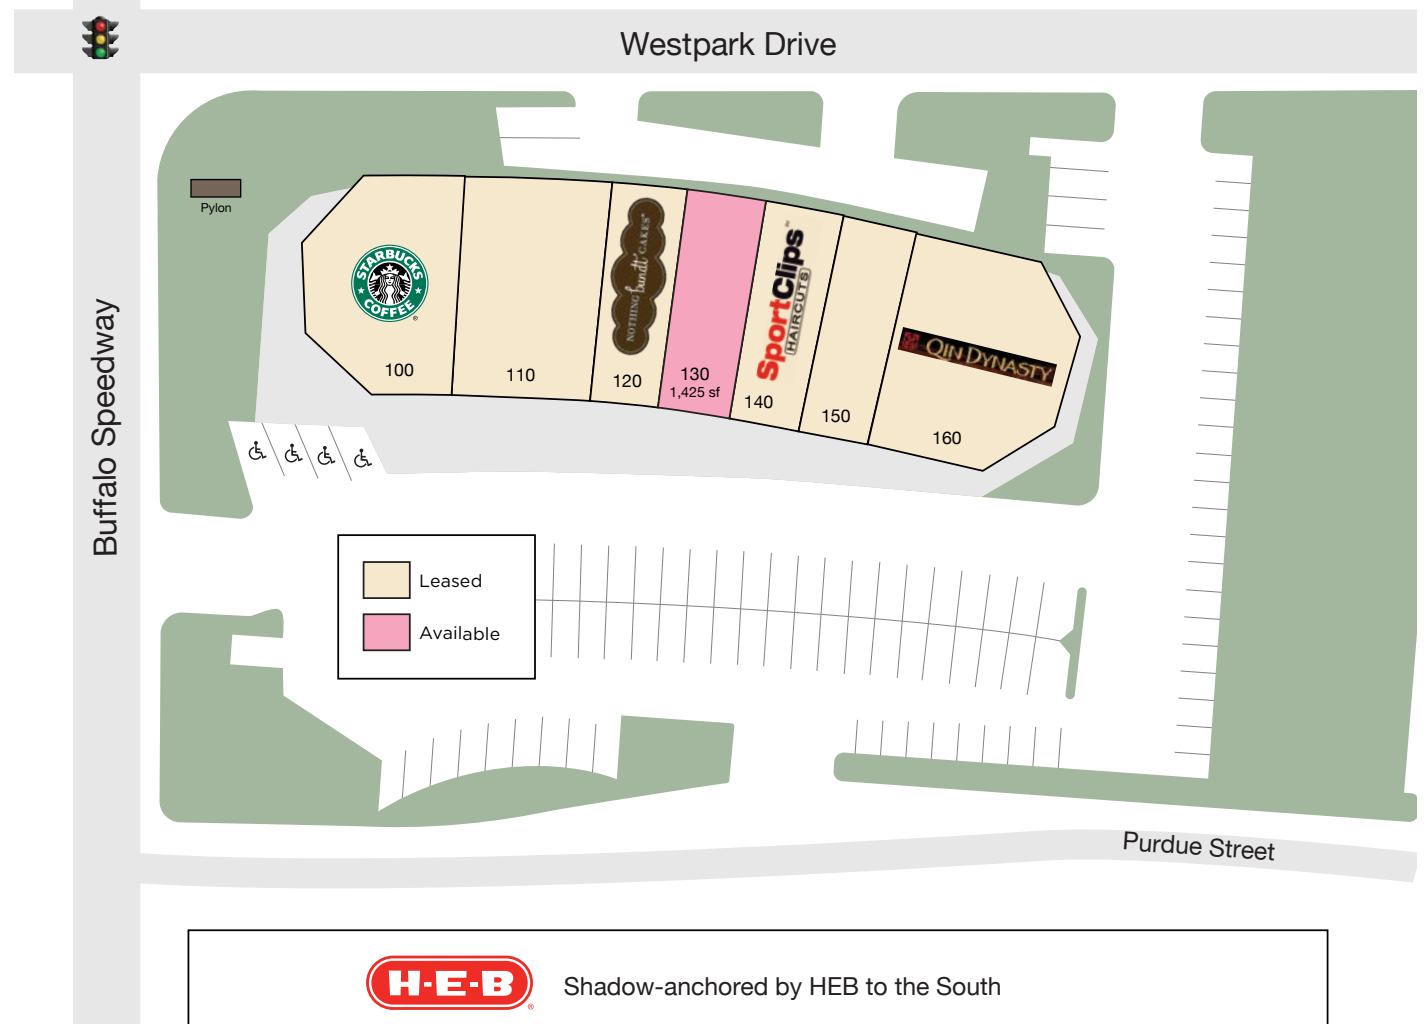 Westpark Drive
Pylon
Buffalo Speedway
STARBUCKS
COFFEE
®
100
110
NOTHING bundt CAKES®
120
130
1,425 sf
SportClips™
HAIRCUTS
140
150
QIN DYNASTY
160
Leased
Available
Purdue Street
H-E-B®
Shadow-anchored by HEB to the South